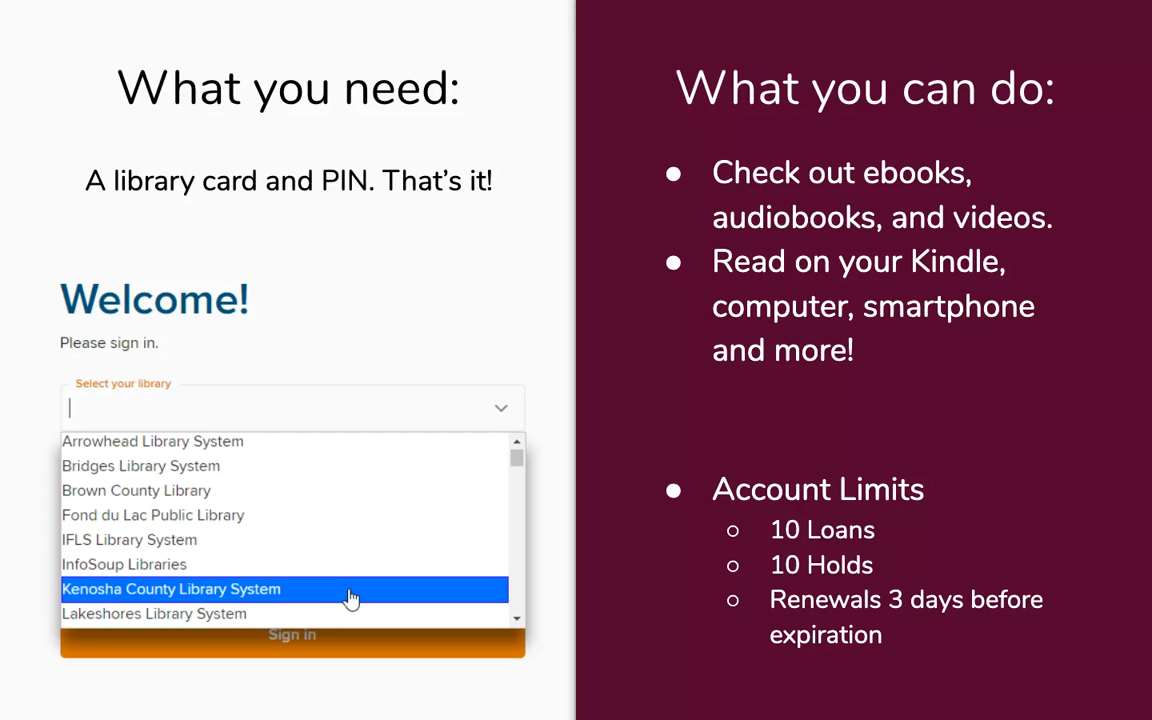 What you need:
A library card and PIN. That's it!
Welcome!
Please sign in.
Select your library
Arrowhead Library System
Bridges Library System
Brown County Library
Fond du Lac Public Library
IFLS Library System
InfoSoup Libraries
Kenosha County Library System
Lakeshores Library System
Sign in
What you can do:
● Check out ebooks,
audiobooks, and videos.
● Read on your Kindle,
computer, smartphone
and more!
● Account Limits
○ 10 Loans
○ 10 Holds
○ Renewals 3 days before
expiration